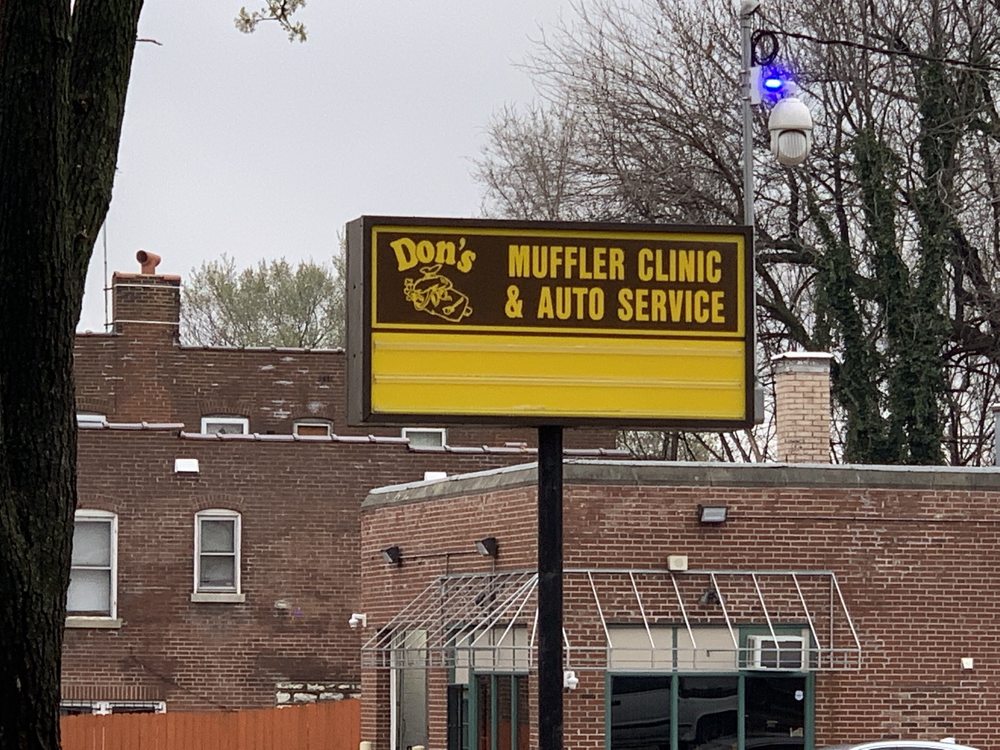 Don's
MUFFLER CLINIC
& AUTO SERVICE